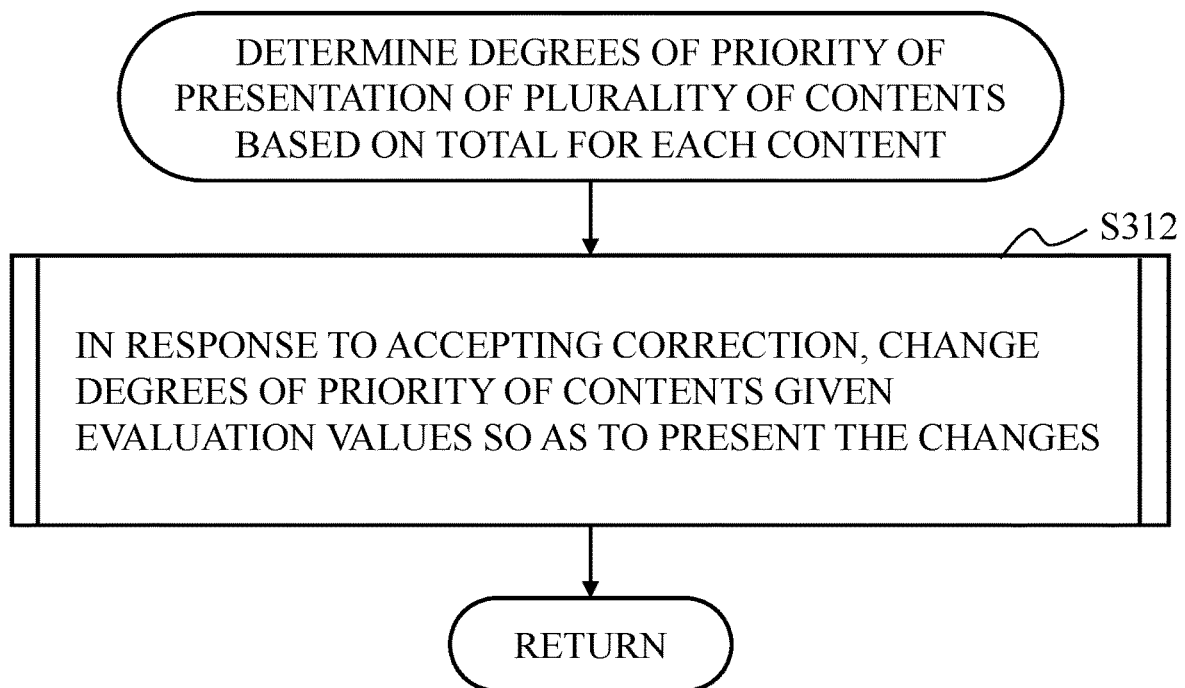 DETERMINE DEGREES OF PRIORITY OF
PRESENTATION OF PLURALITY OF CONTENTS
BASED ON TOTAL FOR EACH CONTENT
S312
IN RESPONSE TO ACCEPTING CORRECTION, CHANGE
DEGREES OF PRIORITY OF CONTENTS GIVEN
EVALUATION VALUES SO AS TO PRESENT THE CHANGES
RETURN